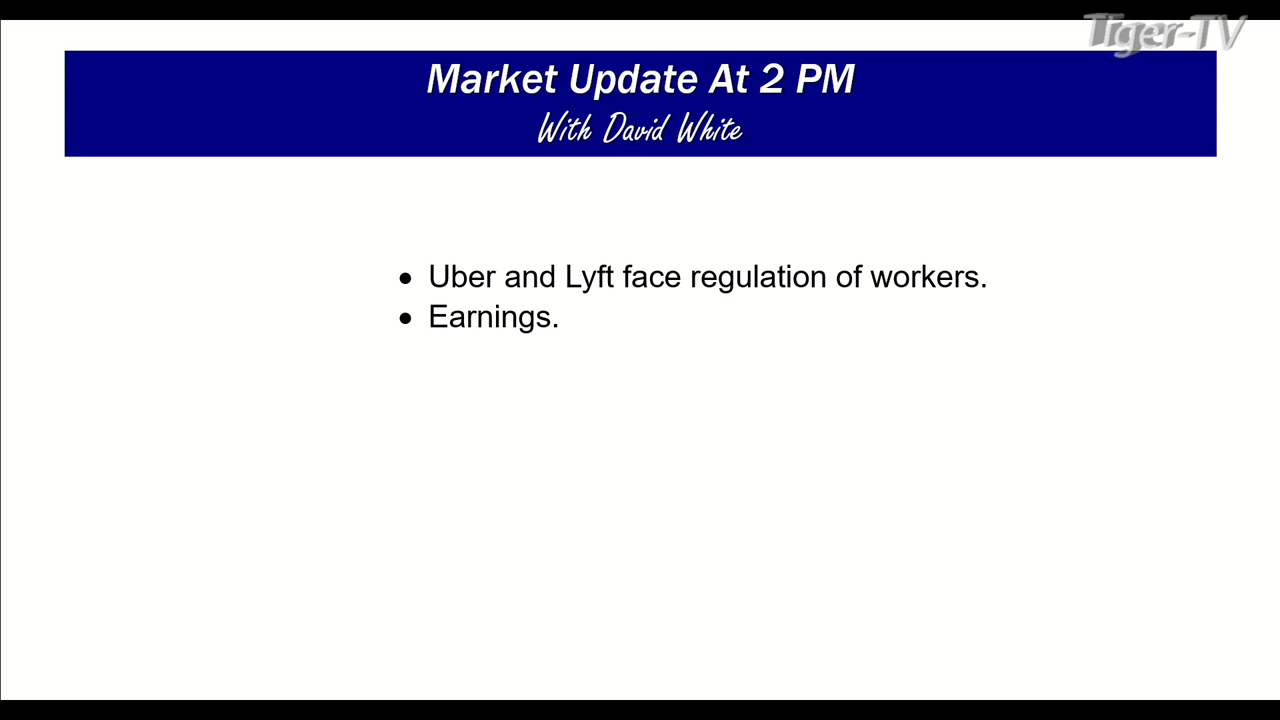 Tiger-TV
Market Update At 2 PM
With David White
• Uber and Lyft face regulation of workers.
• Earnings.